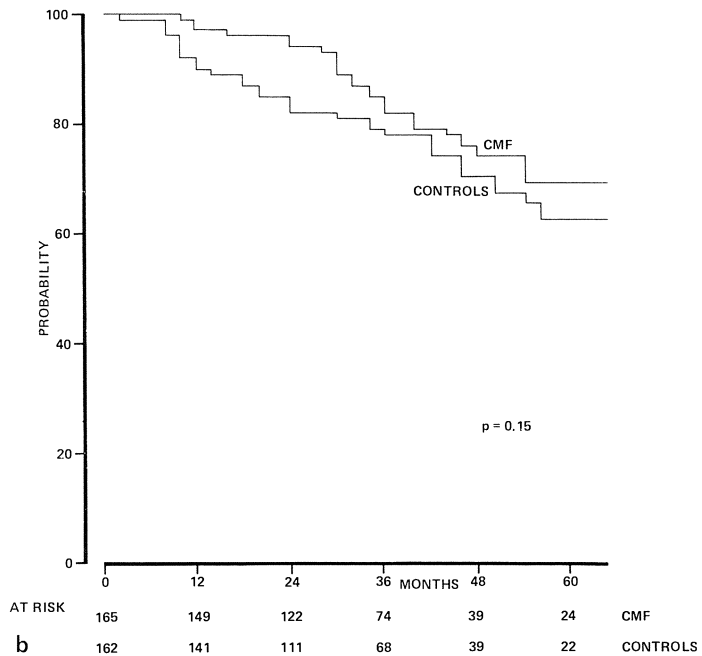 100
80
60
40
20
0
PROBABILITY
CMF
CONTROLS
p = 0.15
0 12 24 36 MONTHS 48 60
AT RISK
165 149 122 74 39 24 CMF
b 162 141 111 68 39 22 CONTROLS